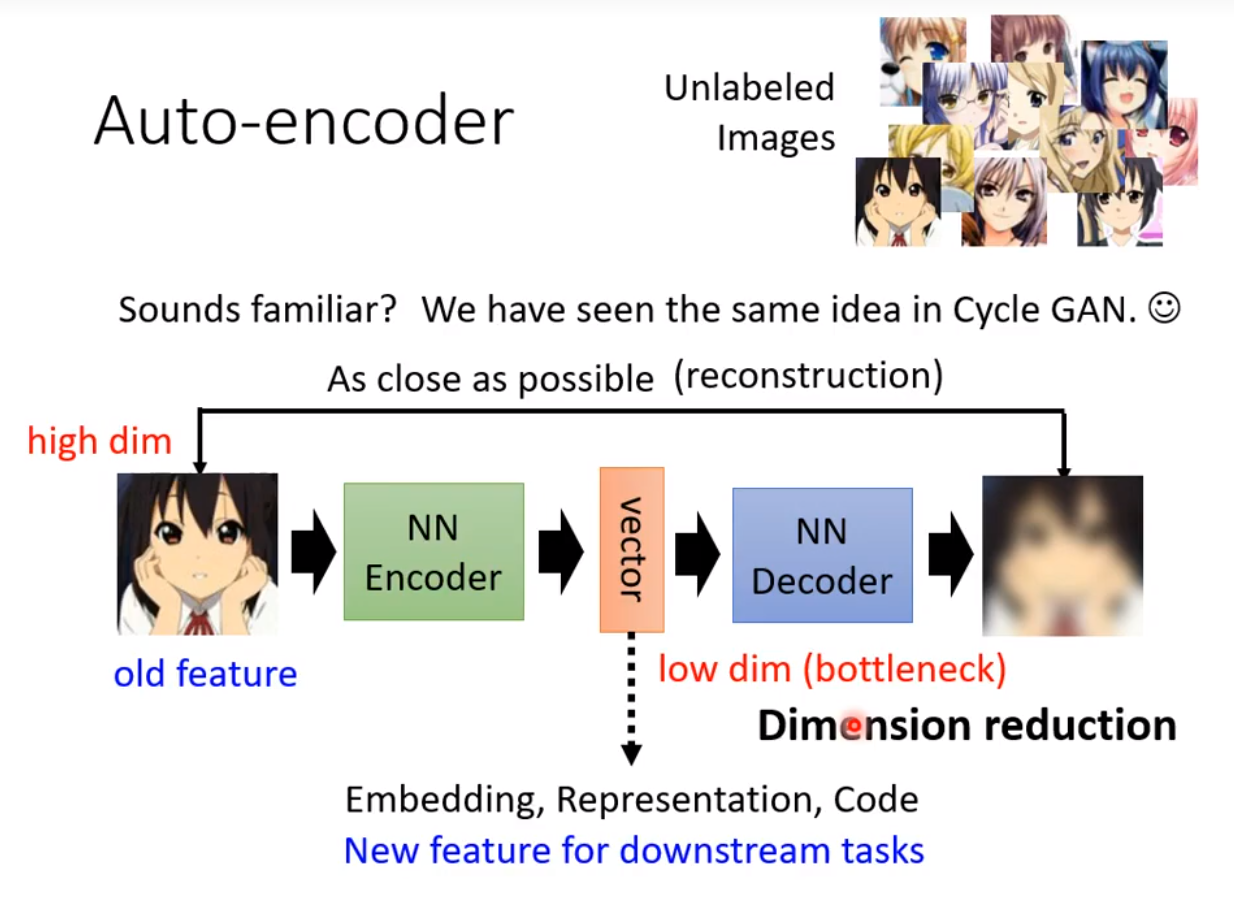 Auto-encoder
Unlabeled
Images
Sounds familiar? We have seen the same idea in Cycle GAN. ☺
As close as possible (reconstruction)
high dim
NN
Encoder
vector
NN
Decoder
old feature
low dim (bottleneck)
Dimension reduction
Embedding, Representation, Code
New feature for downstream tasks